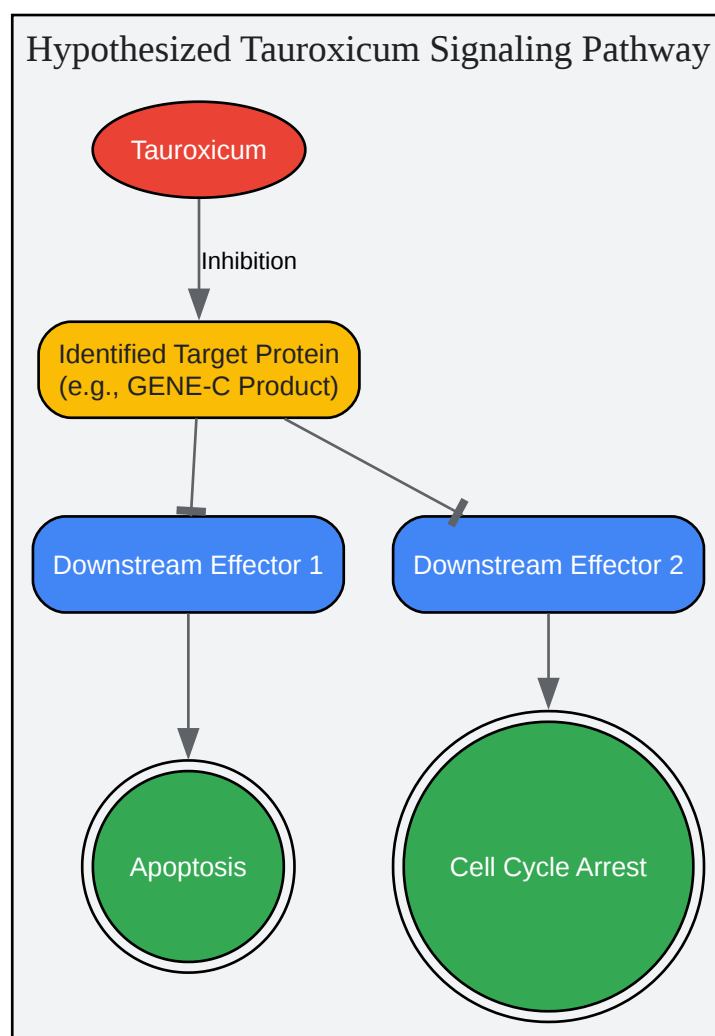 Hypothesized Tauroxicum Signaling Pathway
Tauroxicum
Inhibition
Identified Target Protein
(e.g., GENE-C Product)
Downstream Effector 1
Downstream Effector 2
Apoptosis
Cell Cycle Arrest